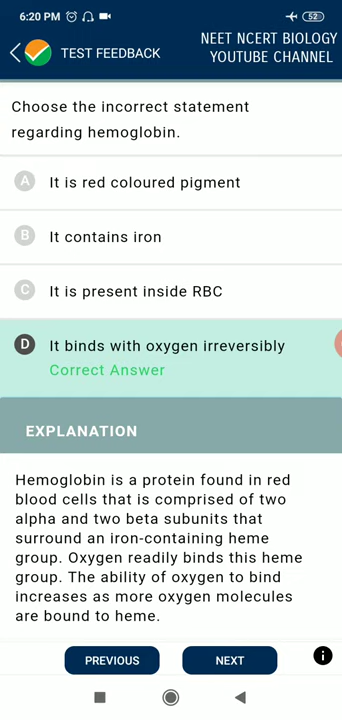 6:20 PM
52
TEST FEEDBACK
NEET NCERT BIOLOGY
YOUTUBE CHANNEL
Choose the incorrect statement
regarding hemoglobin.
A It is red coloured pigment
B It contains iron
C It is present inside RBC
D It binds with oxygen irreversibly
Correct Answer
EXPLANATION
Hemoglobin is a protein found in red
blood cells that is comprised of two
alpha and two beta subunits that
surround an iron-containing heme
group. Oxygen readily binds this heme
group. The ability of oxygen to bind
increases as more oxygen molecules
are bound to heme.
PREVIOUS
NEXT
i